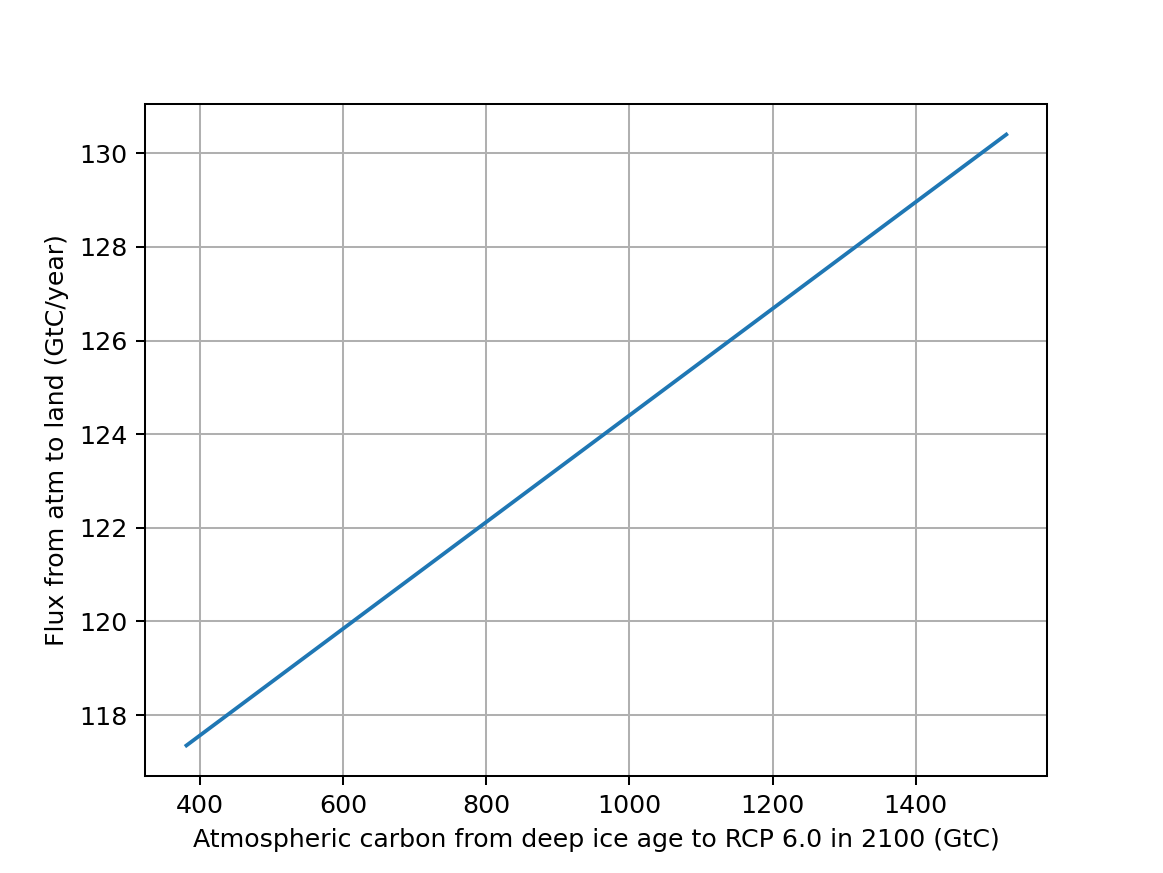 130
128
126
124
122
120
118
Flux from atm to land (GtC/year)
400 600 800 1000 1200 1400
Atmospheric carbon from deep ice age to RCP 6.0 in 2100 (GtC)